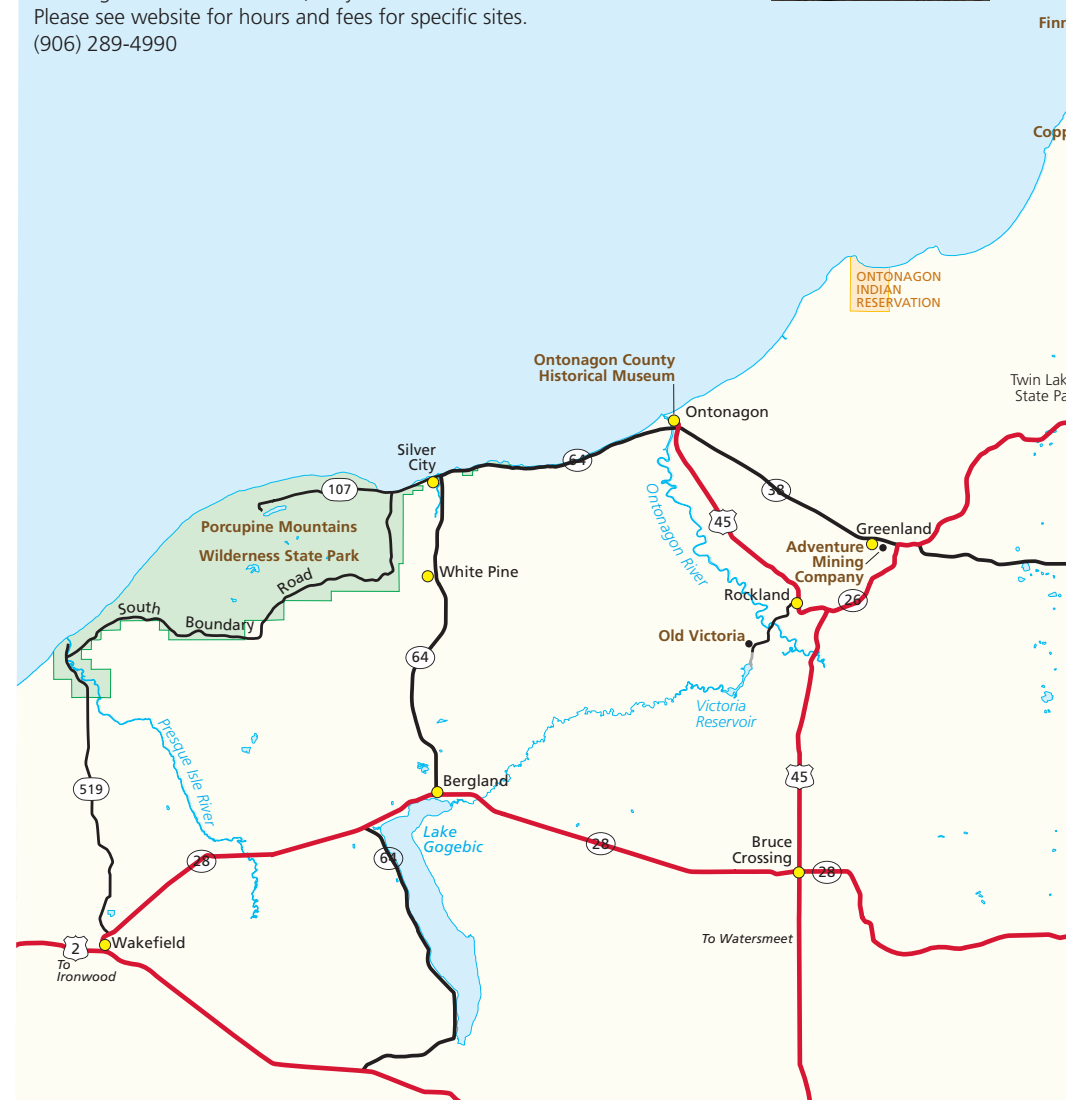 Please see website for hours and fees for specific sites.
(906) 289-4990
ONTONAGON
INDIAN
RESERVATION
Ontonagon County
Historical Museum
State
Ontonagon
Silver
City
64
107
38
Ontonagon River
45
Greenland
Porcupine Mountains
Wilderness State Park
Adventure
Mining
Company
White Pine
Road
Rockland
26
South
Boundary
Old Victoria
64
Victoria
Reservoir
Presque Isle River
45
Bergland
519
Lake
Gogebic
28
64
28
Bruce
Crossing
28
To Watersmeet
2
Wakefield
To
Ironwood